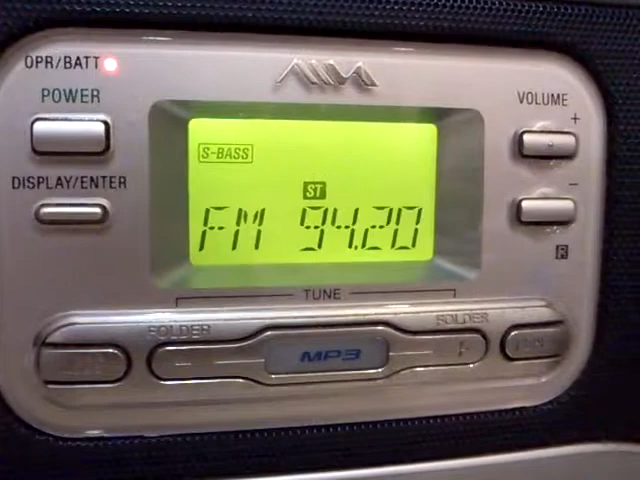 OPR/BATT
AIWA
POWER
VOLUME
+
S-BASS
DISPLAY/ENTER
ST
−
FM 94.20
R
TUNE
FOLDER
FOLDER
−
MP3